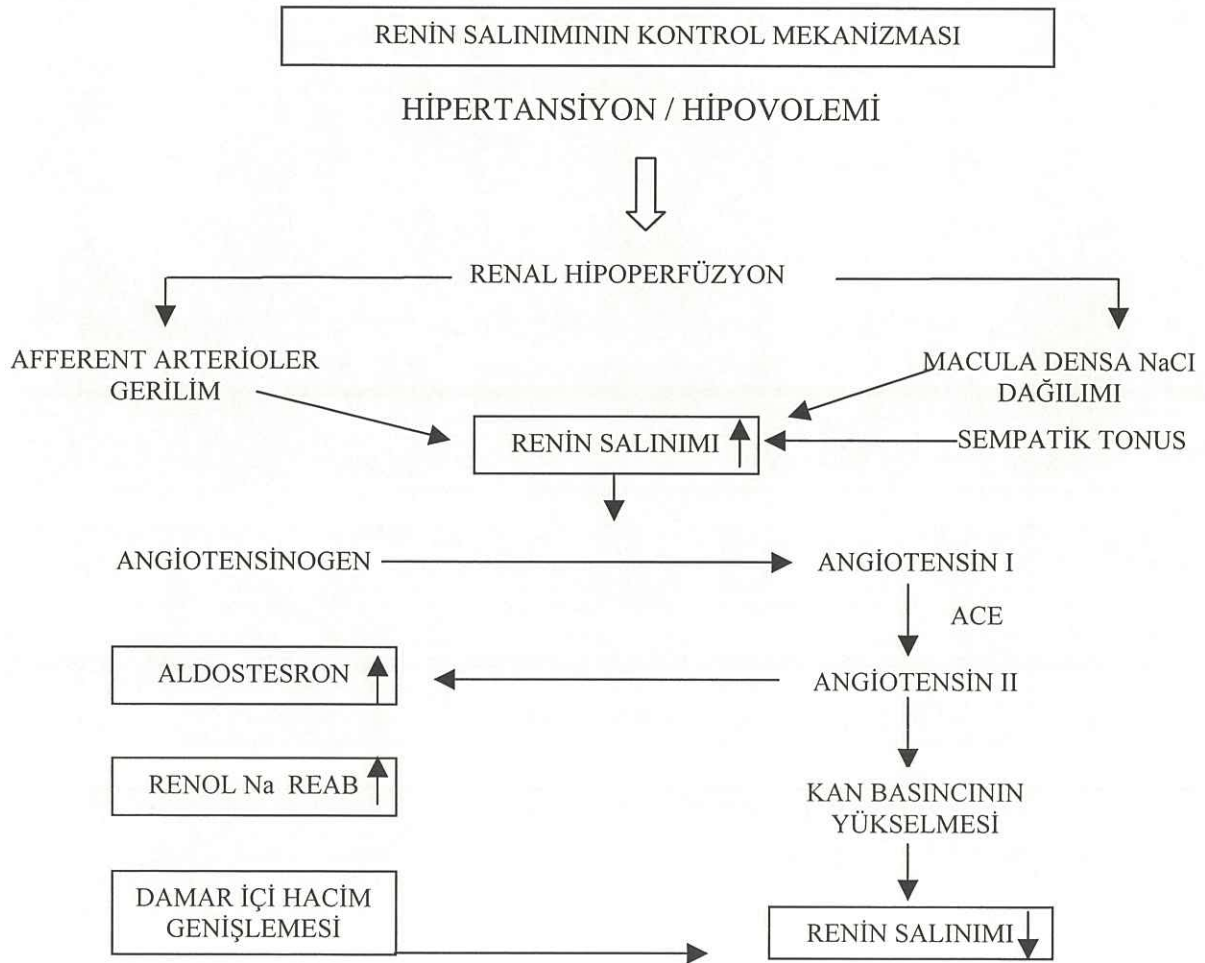 RENİN SALINIMININ KONTROL MEKANİZMASI
HİPERTANSİYON / HİPOVOLEMİ
RENAL HİPOPERFÜZYON
AFFERENT ARTERİOLER
GERİLİM
MACULA DENSA NaCI
DAĞILIMI
RENİN SALINIMI
SEMPATİK TONUS
ANGİOTENSİNOGEN
ANGİOTENSİN I
ACE
ALDOSTESRON
ANGİOTENSİN II
RENOL Na REAB
KAN BASINCININ
YÜKSELMESİ
DAMAR İÇİ HACİM
GENİŞLEMESİ
RENİN SALINIMI